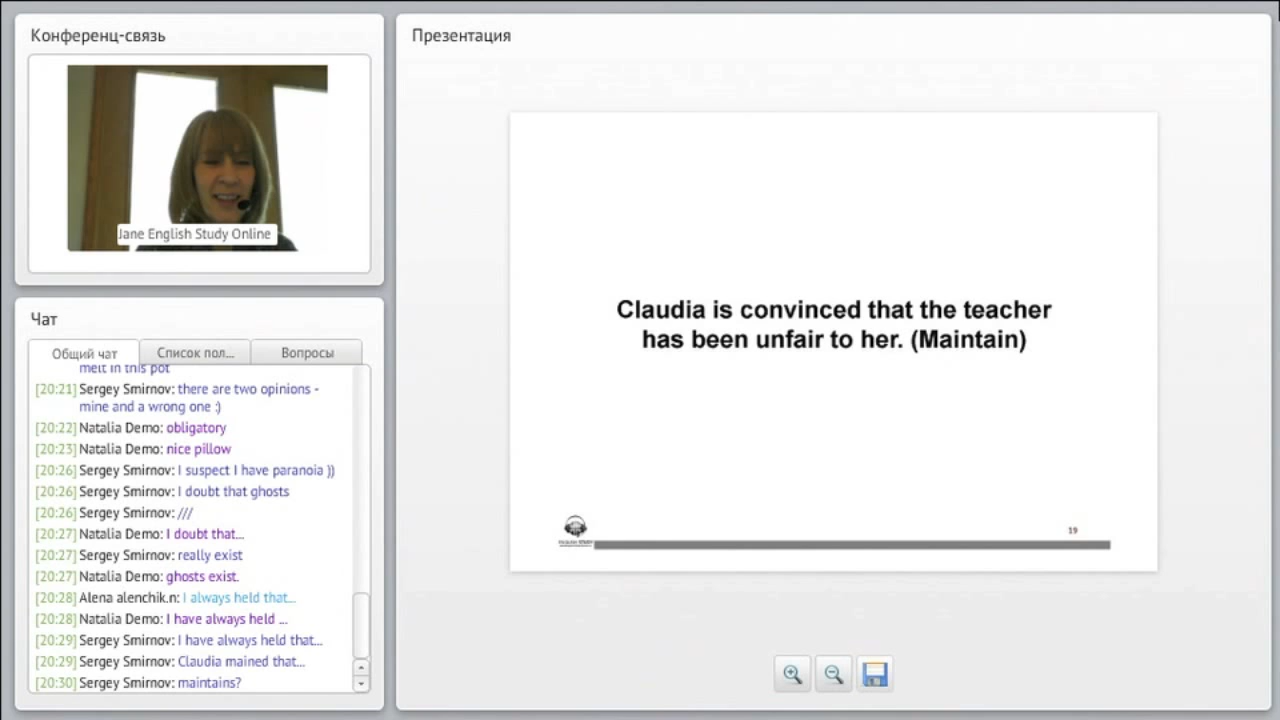 Конференц-связь
Jane English Study Online
Чат
Общий чат
Список пол...
Вопросы
melt in this pot
[20:21] Sergey Smirnov: there are two opinions -
mine and a wrong one :)
[20:22] Natalia Demo: obligatory
[20:23] Natalia Demo: nice pillow
[20:26] Sergey Smirnov: I suspect I have paranoia ))
[20:26] Sergey Smirnov: I doubt that ghosts
[20:26] Sergey Smirnov: ///
[20:27] Natalia Demo: I doubt that...
[20:27] Sergey Smirnov: really exist
[20:27] Natalia Demo: ghosts exist.
[20:28] Alena alenchik.n: I always held that...
[20:28] Natalia Demo: I have always held ...
[20:29] Sergey Smirnov: I have always held that...
[20:29] Sergey Smirnov: Claudia mained that...
[20:30] Sergey Smirnov: maintains?
Презентация
Claudia is convinced that the teacher
has been unfair to her. (Maintain)
19